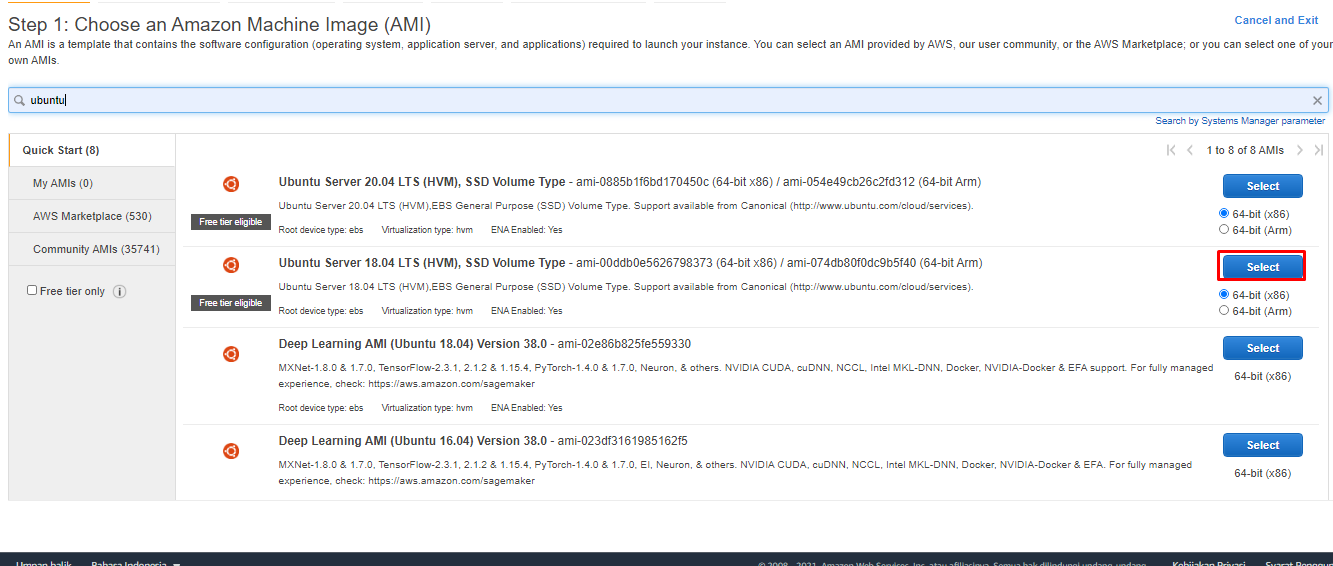 Step 1: Choose an Amazon Machine Image (AMI)
Cancel and Exit
An AMI is a template that contains the software configuration (operating system, application server, and applications) required to launch your instance. You can select an AMI provided by AWS, our user community, or the AWS Marketplace; or you can select one of your
own AMIs.
ubuntu
Search by Systems Manager parameter
Quick Start (8)
My AMIs (0)
AWS Marketplace (530)
Community AMIs (35741)
Free tier only
1 to 8 of 8 AMIs
Ubuntu Server 20.04 LTS (HVM), SSD Volume Type - ami-0885b1f6bd170450c (64-bit x86) / ami-054e49cb26c2fd312 (64-bit Arm)
Free tier eligible
Ubuntu Server 20.04 LTS (HVM),EBS General Purpose (SSD) Volume Type. Support available from Canonical (http://www.ubuntu.com/cloud/services).
Root device type: ebs Virtualization type: hvm ENA Enabled: Yes
Select
64-bit (x86)
64-bit (Arm)
Ubuntu Server 18.04 LTS (HVM), SSD Volume Type - ami-00ddb0e5626798373 (64-bit x86) / ami-074db80f0dc9b5f40 (64-bit Arm)
Free tier eligible
Ubuntu Server 18.04 LTS (HVM),EBS General Purpose (SSD) Volume Type. Support available from Canonical (http://www.ubuntu.com/cloud/services).
Root device type: ebs Virtualization type: hvm ENA Enabled: Yes
Select
64-bit (x86)
64-bit (Arm)
Deep Learning AMI (Ubuntu 18.04) Version 38.0 - ami-02e86b825fe559330
MXNet-1.8.0 & 1.7.0, TensorFlow-2.3.1, 2.1.2 & 1.15.4, PyTorch-1.4.0 & 1.7.0, Neuron, & others. NVIDIA CUDA, cuDNN, NCCL, Intel MKL-DNN, Docker, NVIDIA-Docker & EFA support. For fully managed
experience, check: https://aws.amazon.com/sagemaker
Root device type: ebs Virtualization type: hvm ENA Enabled: Yes
Select
64-bit (x86)
Deep Learning AMI (Ubuntu 16.04) Version 38.0 - ami-023df3161985162f5
MXNet-1.8.0 & 1.7.0, TensorFlow-2.3.1, 2.1.2 & 1.15.4, PyTorch-1.4.0 & 1.7.0, EI, Neuron, & others. NVIDIA CUDA, cuDNN, NCCL, Intel MKL-DNN, Docker, NVIDIA-Docker & EFA. For fully managed
experience, check: https://aws.amazon.com/sagemaker
Select
64-bit (x86)
Umpan balik Bahasa Indonesia © 2008 - 2021, Amazon Web Services, Inc. atau afiliasinya. Semua hak dilindungi undang-undang. Kebijakan Privasi